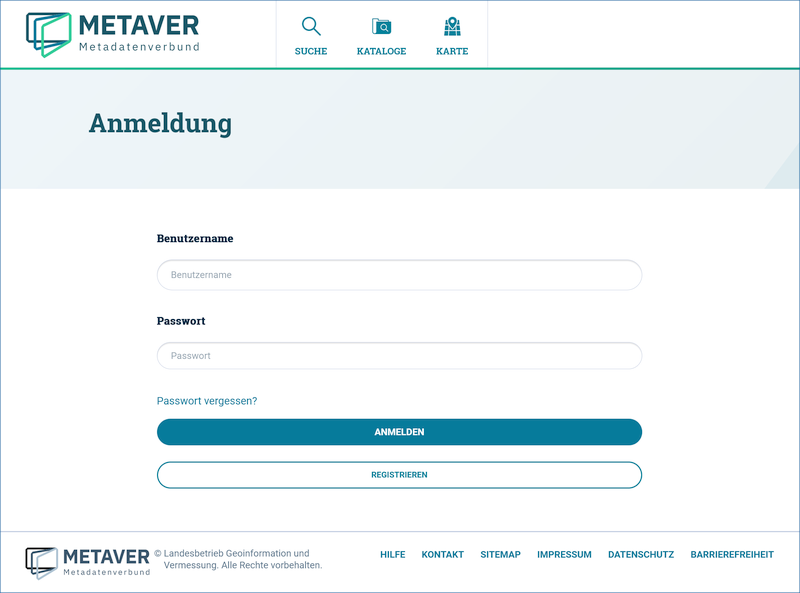 METAVER
Metadatenverbund
SUCHE
KATALOGE
KARTE
Anmeldung
Benutzername
Benutzername
Passwort
Passwort
Passwort vergessen?
ANMELDEN
REGISTRIEREN
METAVER
Metadatenverbund
© Landesbetrieb Geoinformation und
Vermessung. Alle Rechte vorbehalten.
HILFE
KONTAKT
SITEMAP
IMPRESSUM
DATENSCHUTZ
BARRIEREFREIHEIT